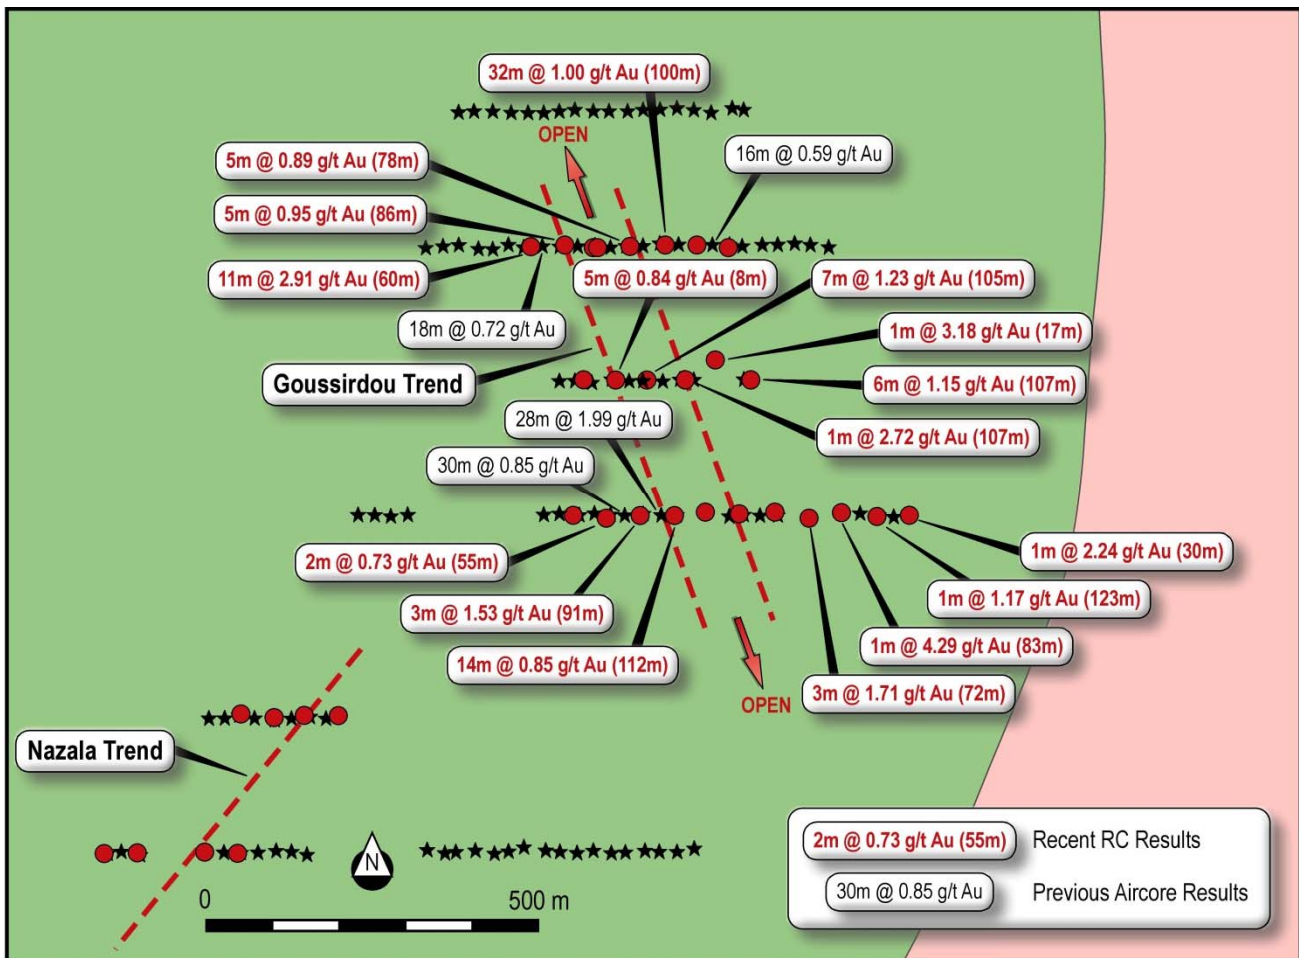 32m @ 1.00 g/t Au (100m)
OPEN
5m @ 0.89 g/t Au (78m)
16m @ 0.59 g/t Au
5m @ 0.95 g/t Au (86m)
11m @ 2.91 g/t Au (60m)
5m @ 0.84 g/t Au (8m)
7m @ 1.23 g/t Au (105m)
18m @ 0.72 g/t Au
1m @ 3.18 g/t Au (17m)
Goussirdou Trend
6m @ 1.15 g/t Au (107m)
28m @ 1.99 g/t Au
1m @ 2.72 g/t Au (107m)
30m @ 0.85 g/t Au
2m @ 0.73 g/t Au (55m)
1m @ 2.24 g/t Au (30m)
3m @ 1.53 g/t Au (91m)
1m @ 1.17 g/t Au (123m)
14m @ 0.85 g/t Au (112m)
1m @ 4.29 g/t Au (83m)
3m @ 1.71 g/t Au (72m)
OPEN
Nazala Trend
N
0 500 m
2m @ 0.73 g/t Au (55m) Recent RC Results
30m @ 0.85 g/t Au Previous Aircore Results